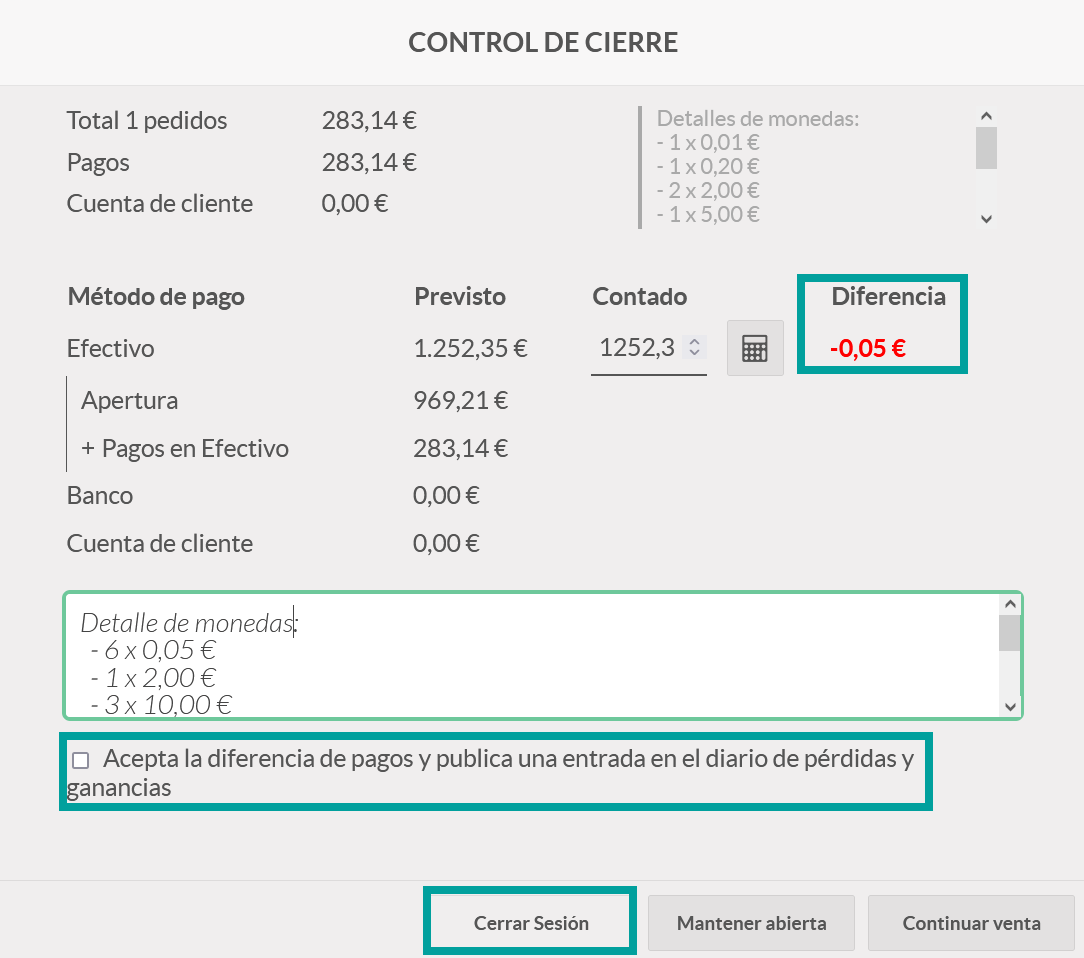 CONTROL DE CIERRE
Total 1 pedidos 283,14 €
Pagos 283,14 €
Cuenta de cliente 0,00 €
Detalles de monedas:
- 1 x 0,01 €
- 1 x 0,20 €
- 2 x 2,00 €
- 1 x 5,00 €
Método de pago Previsto Contado Diferencia
Efectivo 1.252,35 € 1252,3 -0,05 €
Apertura 969,21 €
+ Pagos en Efectivo 283,14 €
Banco 0,00 €
Cuenta de cliente 0,00 €
Detalle de monedas:
- 6 x 0,05 €
- 1 x 2,00 €
- 3 x 10,00 €
Acepta la diferencia de pagos y publica una entrada en el diario de pérdidas y
ganancias
Cerrar Sesión Mantener abierta Continuar venta